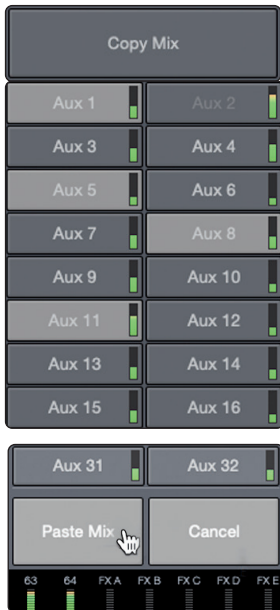 Copy Mix
Aux 1 Aux 2
Aux 3 Aux 4
Aux 5 Aux 6
Aux 7 Aux 8
Aux 9 Aux 10
Aux 11 Aux 12
Aux 13 Aux 14
Aux 15 Aux 16
Aux 31 Aux 32
Paste Mix Cancel
63 64 FX A FX B FX C FX D FX E